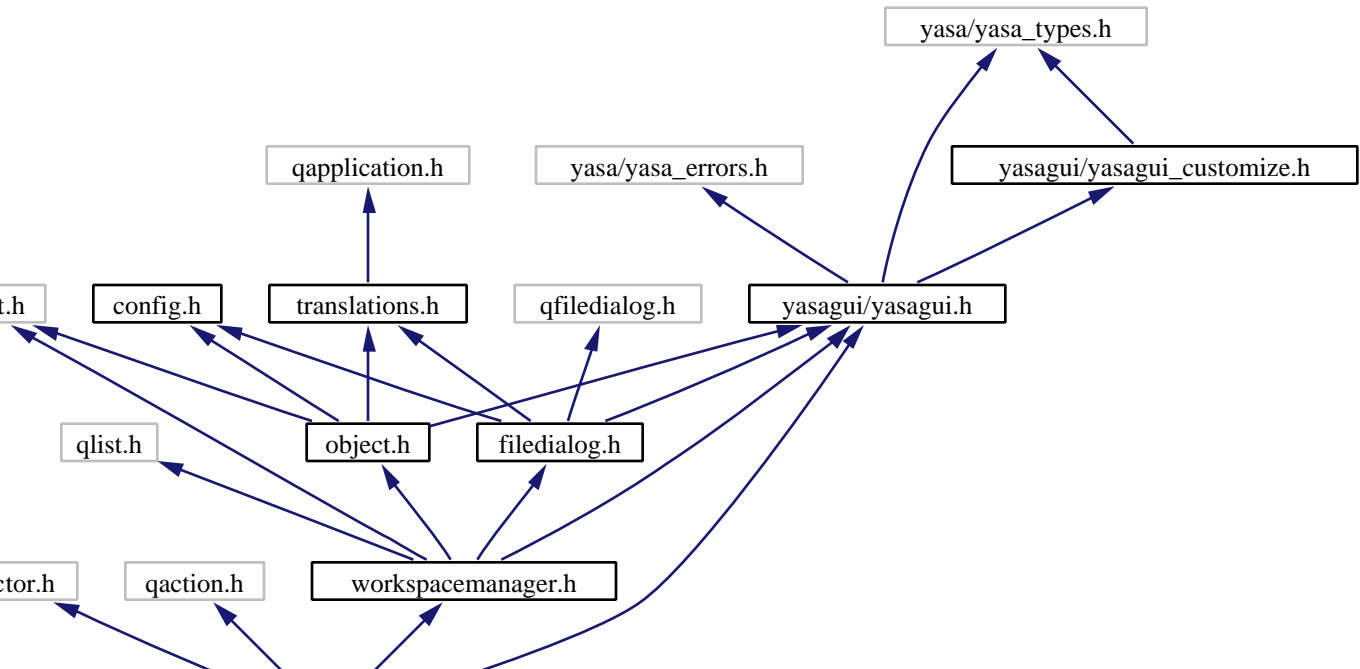 yasa/yasa_types.h
qapplication.h
yasa/yasa_errors.h
yasagui/yasagui_customize.h
t.h
config.h
translations.h
qfiledialog.h
yasagui/yasagui.h
qlist.h
object.h
filedialog.h
ctor.h
qaction.h
workspacemanager.h